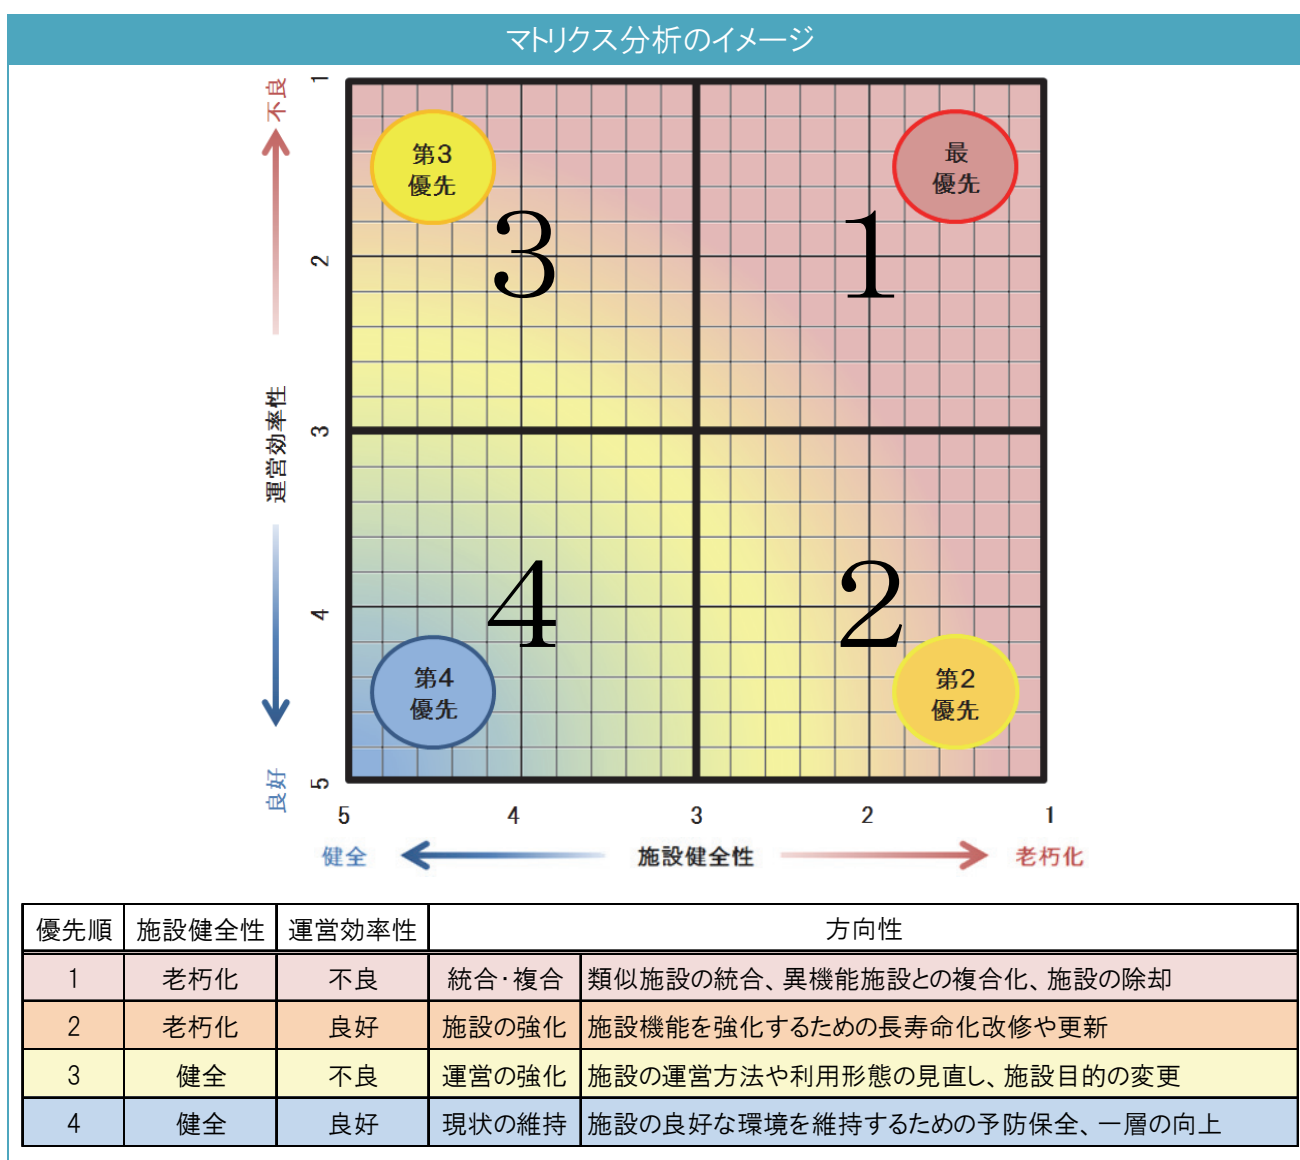 マトリクス分析のイメージ
不良
運営効率性
良好
1
2
3
4
5
第3
優先
最
優先
3
1
4
2
第4
優先
第2
優先
5 4 3 2 1
健全 施設健全性 老朽化
優先順 施設健全性 運営効率性 方向性
1 老朽化 不良 統合・複合 類似施設の統合、異機能施設との複合化、施設の除却
2 老朽化 良好 施設の強化 施設機能を強化するための長寿命化改修や更新
3 健全 不良 運営の強化 施設の運営方法や利用形態の見直し、施設目的の変更
4 健全 良好 現状の維持 施設の良好な環境を維持するための予防保全、一層の向上